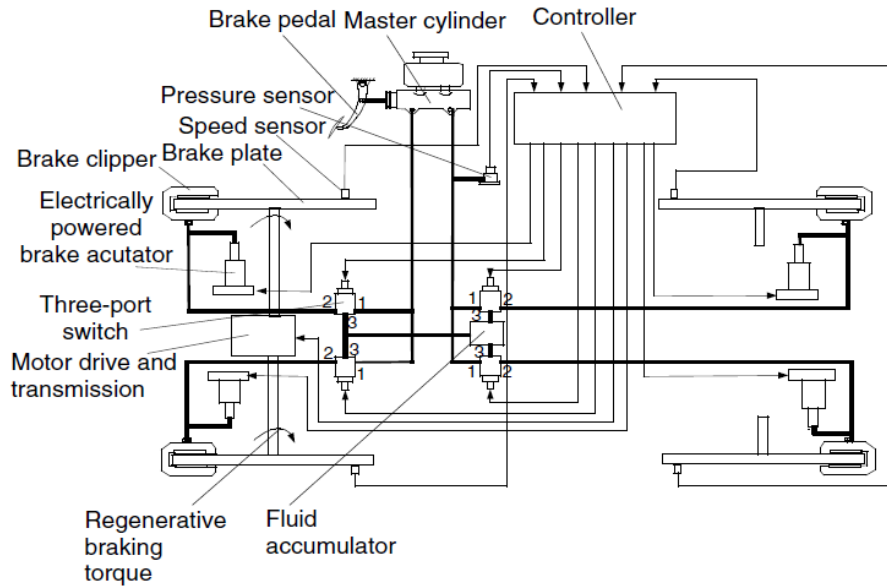 Brake pedal
Master cylinder
Controller
Pressure sensor
Speed sensor
Brake clipper
Brake plate
Electrically
powered
brake acutator
2
1
1
2
Three-port
switch
3
3
Motor drive and
transmission
2
3
3
1
1
2
Regenerative
braking
torque
Fluid
accumulator